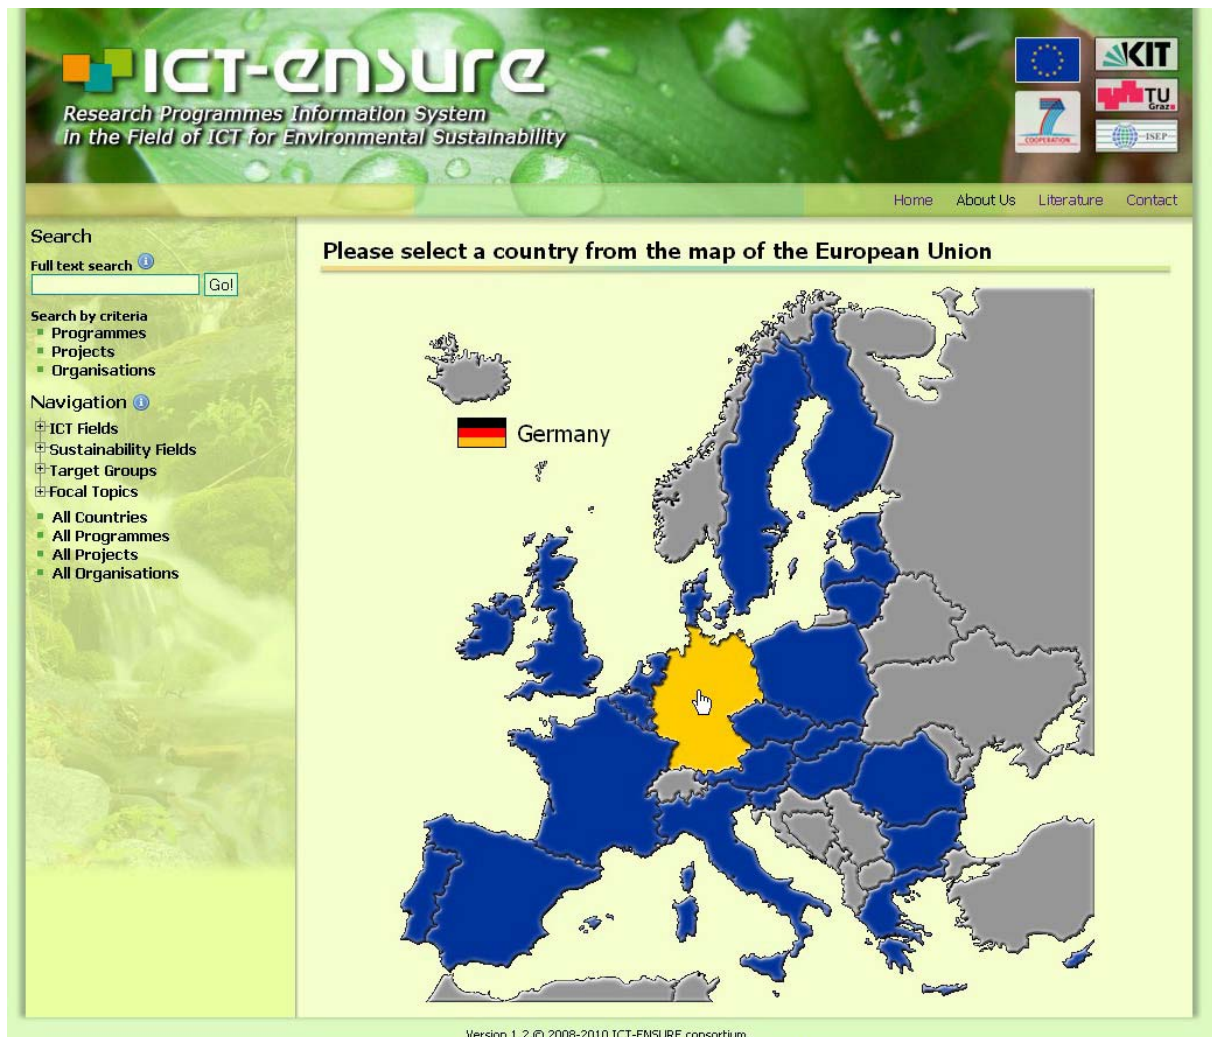 ICT-ensure
Research Programmes Information System
in the Field of ICT for Environmental Sustainability
KIT
7
COOPERATION
TU
Graz
ISEP
Home About Us Literature Contact
Search
Full text search
Go!
Search by criteria
Programmes
Projects
Organisations
Navigation
ICT Fields
Sustainability Fields
Target Groups
Focal Topics
All Countries
All Programmes
All Projects
All Organisations
Please select a country from the map of the European Union
Germany
Version 1.2 © 2008-2010 ICT-ENSURE consortium